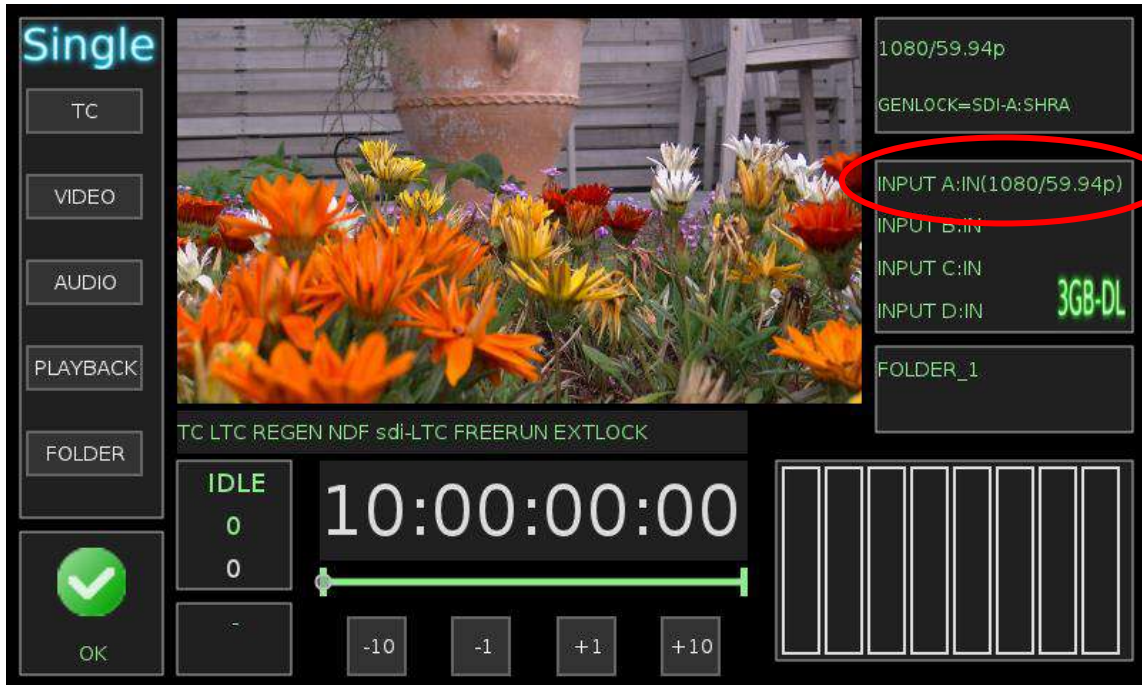 Single
TC
VIDEO
AUDIO
PLAYBACK
FOLDER
OK
1080/59.94p
GENLOCK=SDI-A:SHRA
INPUT A:IN(1080/59.94p)
INPUT B:IN
INPUT C:IN
INPUT D:IN
3GB-DL
FOLDER_1
TC LTC REGEN NDF sdi-LTC FREERUN EXTLOCK
IDLE
0
0
-
10:00:00:00
-10
-1
+1
+10